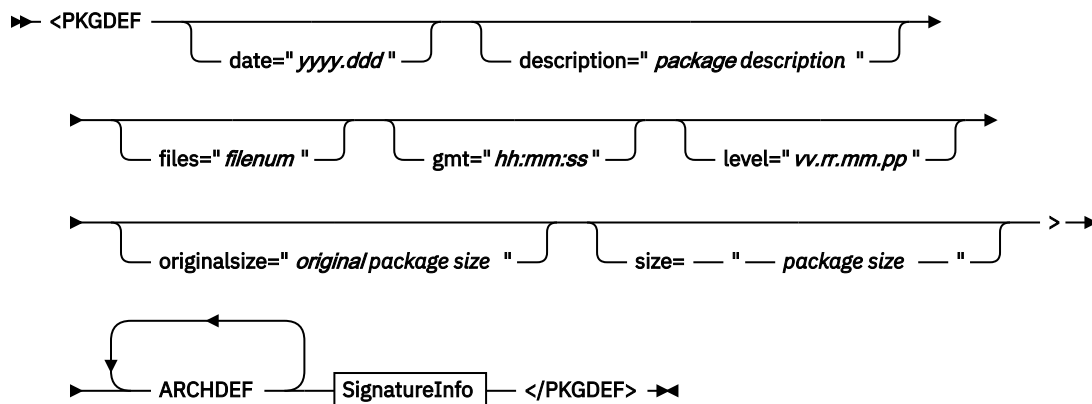 <PKGDEF
date=" yyyy.ddd "
description=" package description "
files=" filenum "
gmt=" hh:mm:ss "
level=" vv.rr.mm.pp "
originalsize=" original package size "
size= " package size "
>
ARCHDEF
SignatureInfo
</PKGDEF>